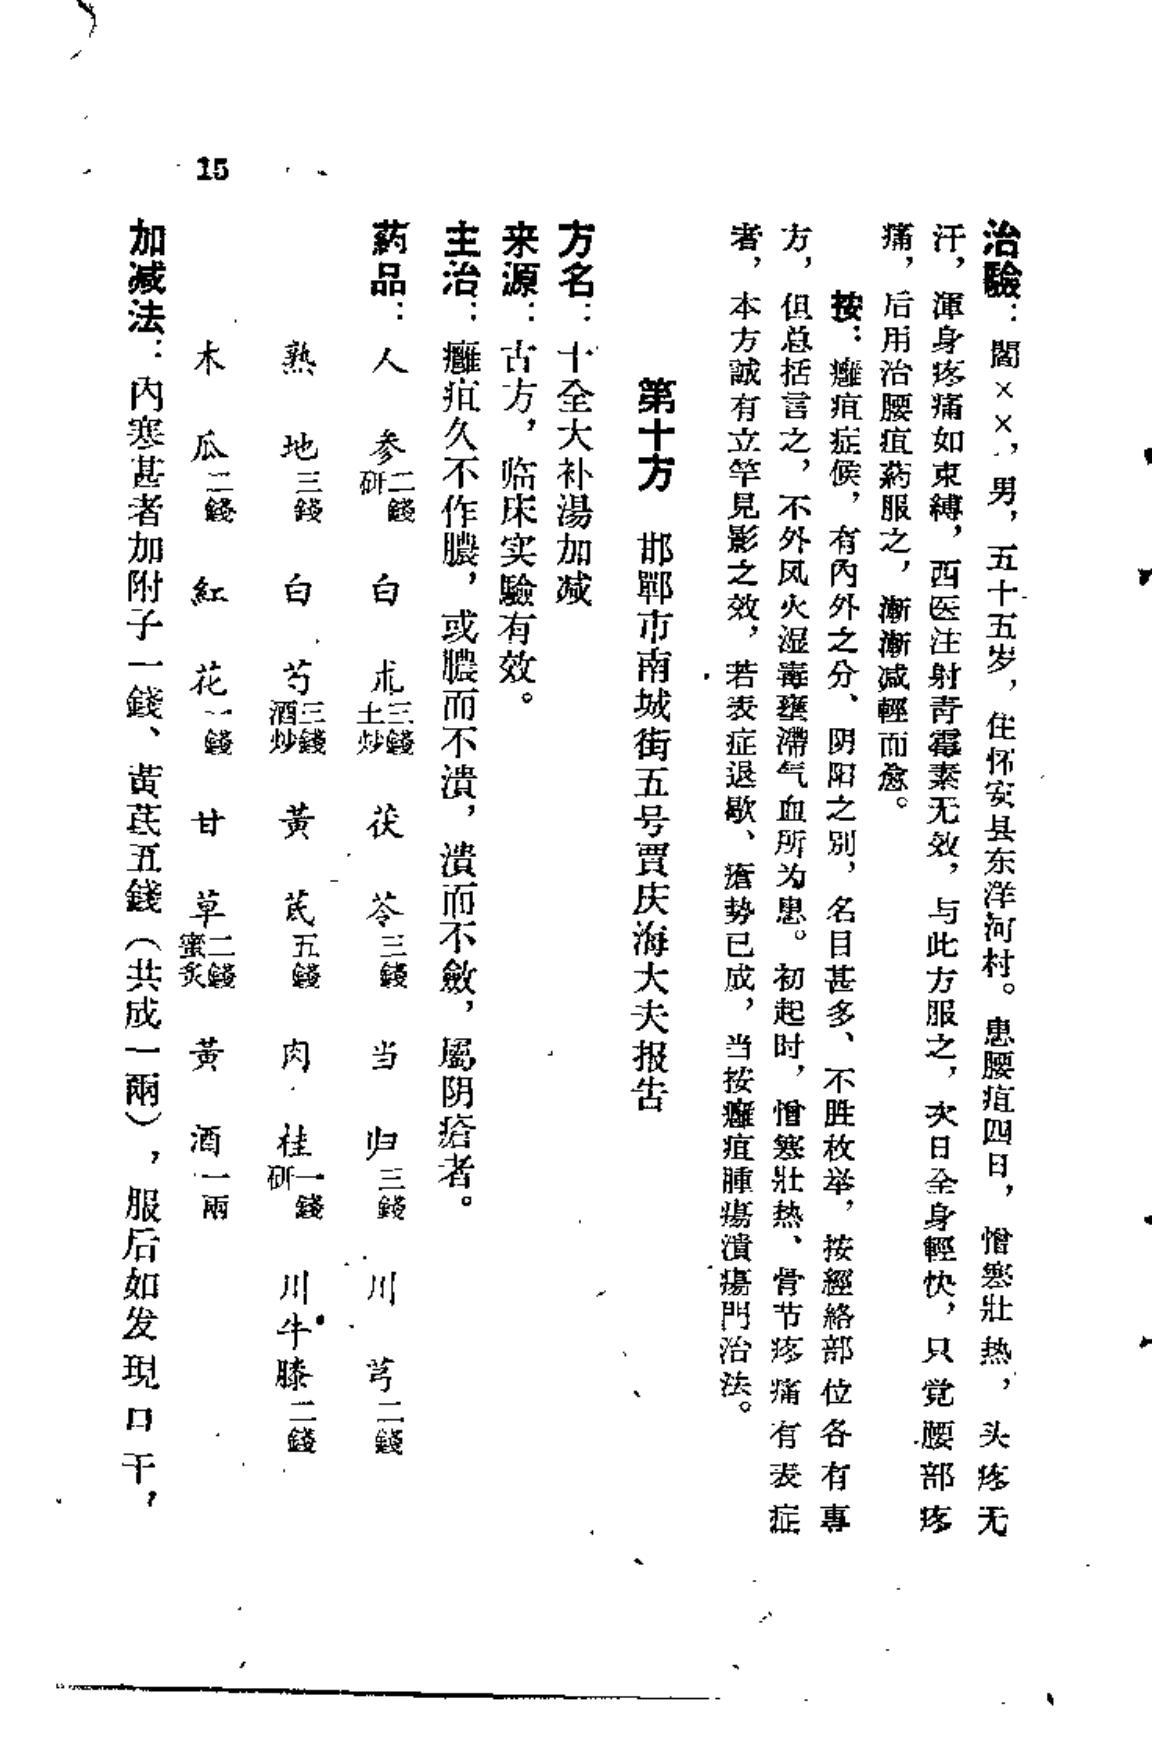 治驗：閻××，男，五十五岁，住怀安县东洋河村。患腰疽四日，憎寒壯热，头疼无
汗，渾身疼痛如束縛，西医注射青霉素无效，与此方服之，次日全身輕快，只覚腰部疼
痛，后用治腰疽葯服之，漸漸减輕而愈。
按：癰疽症候，有內外之分、阴阳之別，名目甚多、不胜枚举，按經絡部位各有專
方，但总括言之，不外风火湿毒壅滯气血所为患。初起时，憎寒壯热、骨节疼痛有表症
者，本方誠有立竿見影之效，若表症退歇、瘡势已成，当按癰疽腫瘍潰瘍門治法。
第十方　邯鄲市南城街五号賈庆海大夫报告
方名：十全大补湯加减
来源：古方，临床实驗有效。
主治：癰疽久不作膿，或膿而不潰，潰而不斂，屬阴瘡者。
葯品：人参二錢研　白朮三錢土炒　茯苓三錢　当归三錢　川芎二錢
熟地三錢　白芍三錢酒炒　黃芪五錢　肉桂一錢研　川牛膝二錢
木瓜二錢　紅花一錢　甘草二錢蜜炙　黃酒一兩
加减法：內寒甚者加附子一錢、黃芪五錢（共成一兩），服后如发現口干，
15